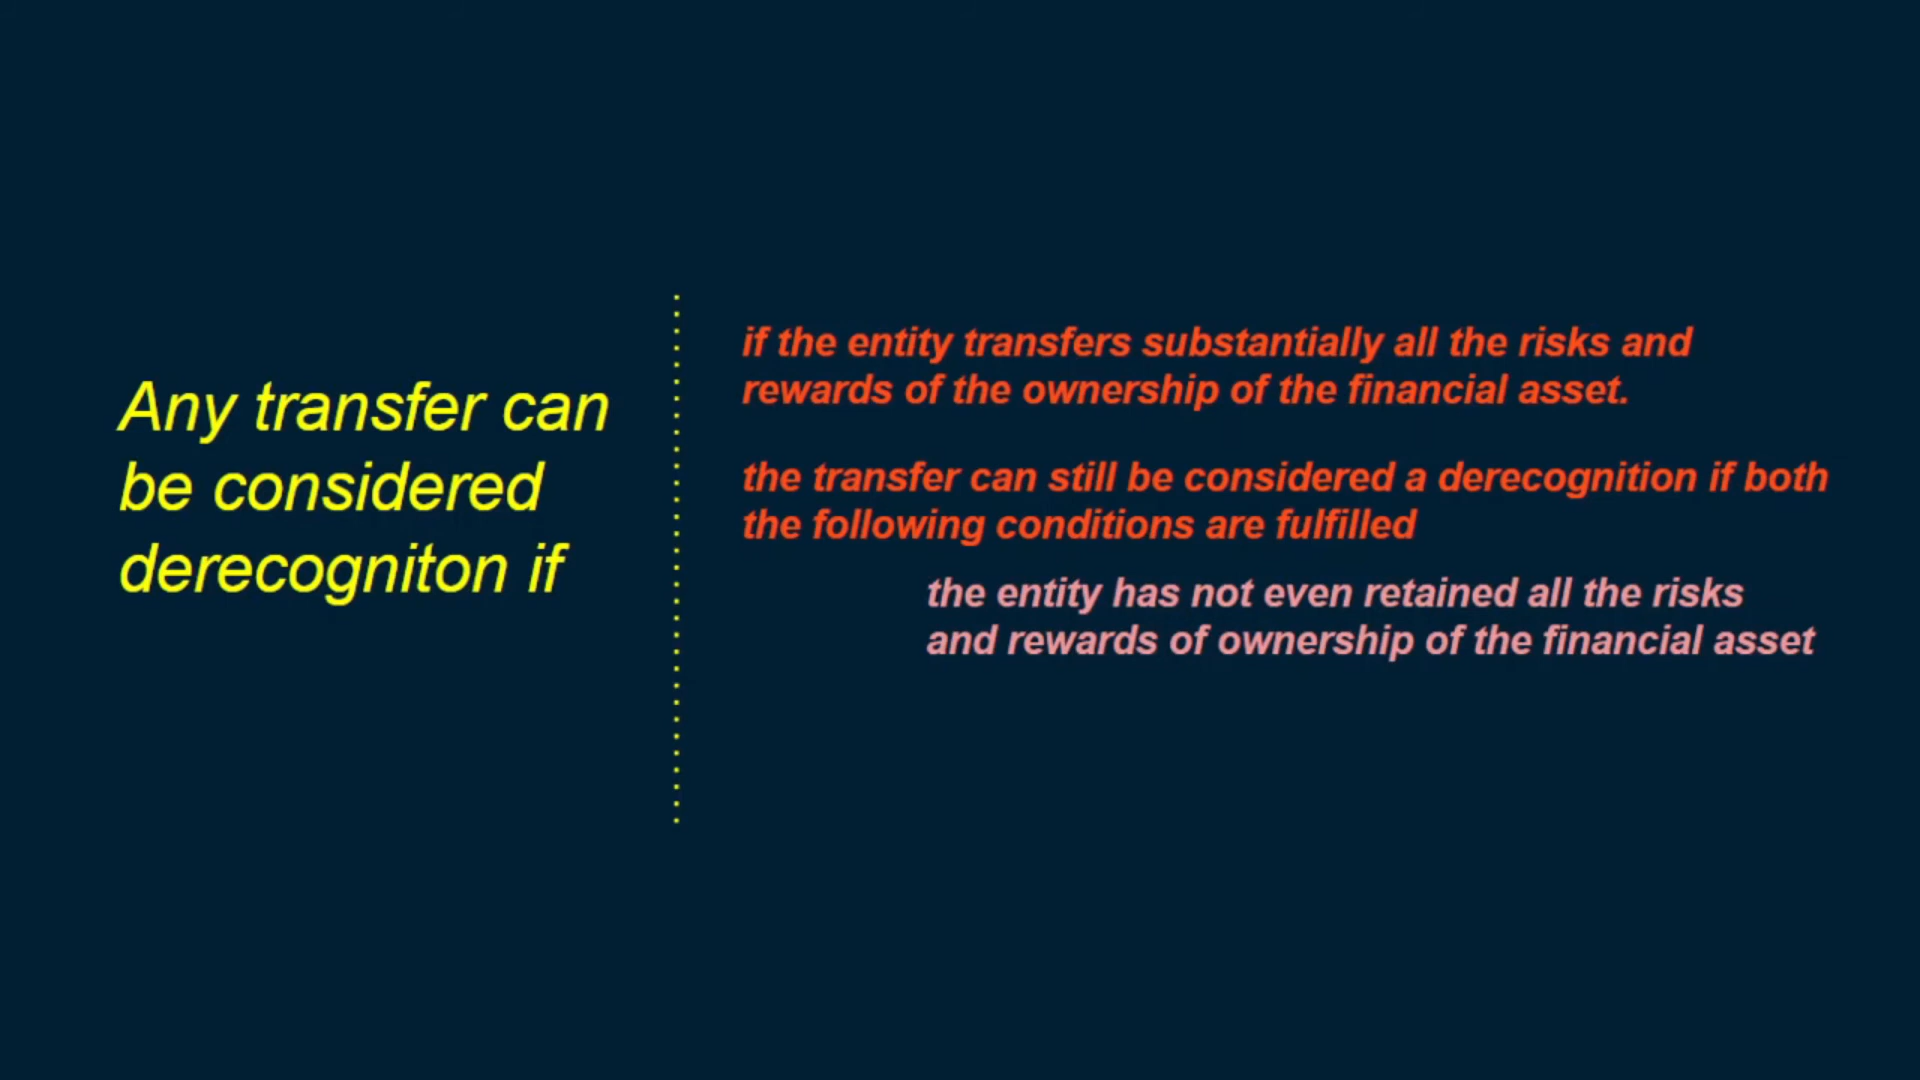 Any transfer can
be considered
derecogniton if
if the entity transfers substantially all the risks and
rewards of the ownership of the financial asset.
the transfer can still be considered a derecognition if both
the following conditions are fulfilled
the entity has not even retained all the risks
and rewards of ownership of the financial asset